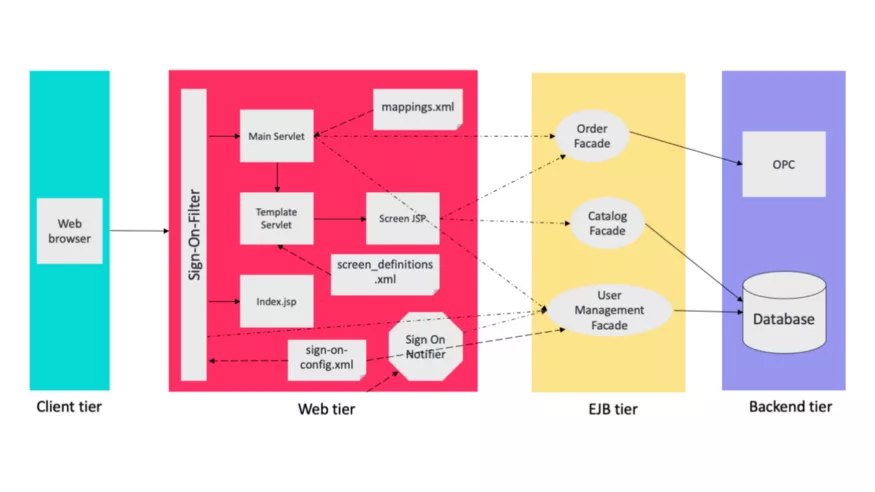 mappings.xml
Main Servlet
Order
Facade
OPC
Sign-On-Filter
Web
browser
Template
Servlet
Screen JSP
Catalog
Facade
screen_definitions
.xml
Index.jsp
User
Management
Facade
Database
Sign On
Notifier
sign-on-
config.xml
Client tier
Web tier
EJB tier
Backend tier